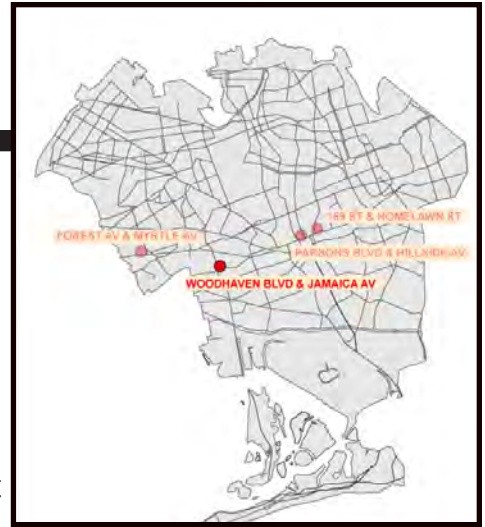 169 ST & HOMELAWN ST
FOREST AV & MYRTLE AV
PARSONS BLVD & HILLSIDE AV
WOODHAVEN BLVD & JAMAICA AV